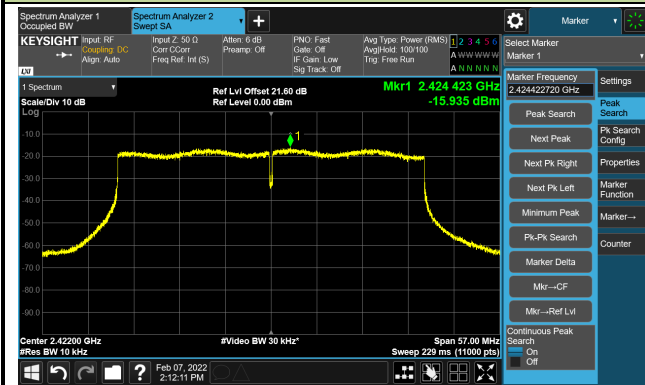 Spectrum Analyzer 1
Occupied BW
Spectrum Analyzer 2
Swept SA
Marker
KEYSIGHT
Input: RF
Coupling: DC
Align: Auto
Input Z: 50 Ω
Corr CCorr
Freq Ref: Int (S)
Atten: 6 dB
Preamp: Off
PNO: Fast
Gate: Off
IF Gain: Low
Sig Track: Off
Avg Type: Power (RMS)
Avg|Hold: 100/100
Trig: Free Run
1 2 3 4 5 6
A W W W W W
A N N N N N
LXI
Select Marker
Marker 1
1 Spectrum
Scale/Div 10 dB
Log
Ref Lvl Offset 21.60 dB
Ref Level 0.00 dBm
Mkr1 2.424 423 GHz
-15.935 dBm
-10.0
-20.0
-30.0
-40.0
-50.0
-60.0
-70.0
-80.0
-90.0
1
Center 2.42200 GHz
#Res BW 10 kHz
#Video BW 30 kHz*
Span 57.00 MHz
Sweep 229 ms (11000 pts)
Marker Frequency
2.424422720 GHz
Peak Search
Next Peak
Next Pk Right
Next Pk Left
Minimum Peak
Pk-Pk Search
Marker Delta
Mkr→CF
Mkr→Ref Lvl
Continuous Peak
Search
On
Off
Settings
Peak
Search
Pk Search
Config
Properties
Marker
Function
Marker→
Counter
?
Feb 07, 2022
2:12:11 PM